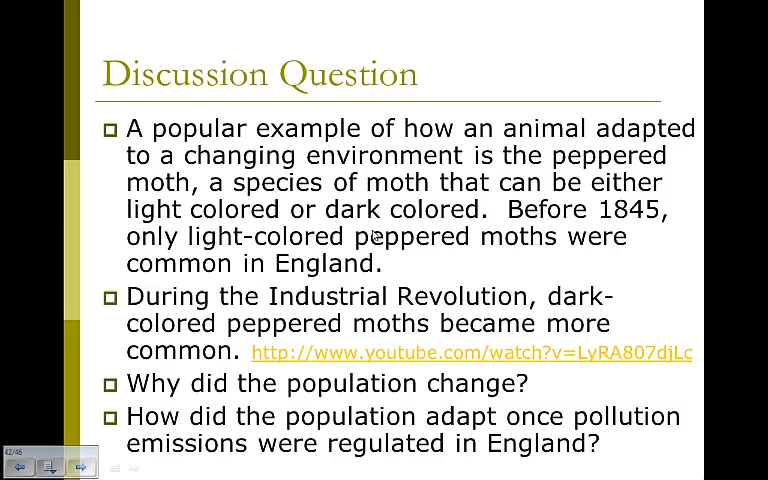 Discussion Question
A popular example of how an animal adapted
to a changing environment is the peppered
moth, a species of moth that can be either
light colored or dark colored.  Before 1845,
only light-colored peppered moths were
common in England.
During the Industrial Revolution, dark-
colored peppered moths became more
common. http://www.youtube.com/watch?v=LyRA807djLc
Why did the population change?
How did the population adapt once pollution
emissions were regulated in England?
42/46